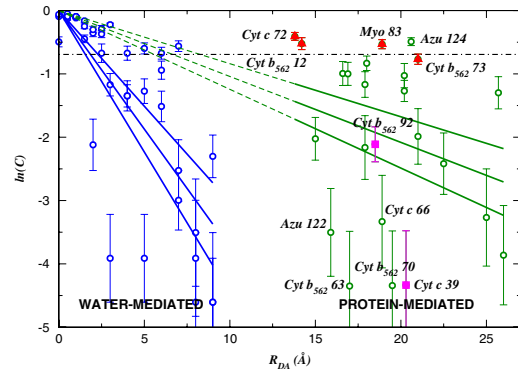 0
Cyt c 72
Myo 83
Azu 124
Cyt b562 12
Cyt b562 73
-1
Cyt b562 92
-2
ln(C)
-3
Azu 122
Cyt c 66
-4
Cyt b562 63
Cyt b562 70
Cyt c 39
WATER-MEDIATED
PROTEIN-MEDIATED
-5
0 5 10 15 20 25
RDA (Å)